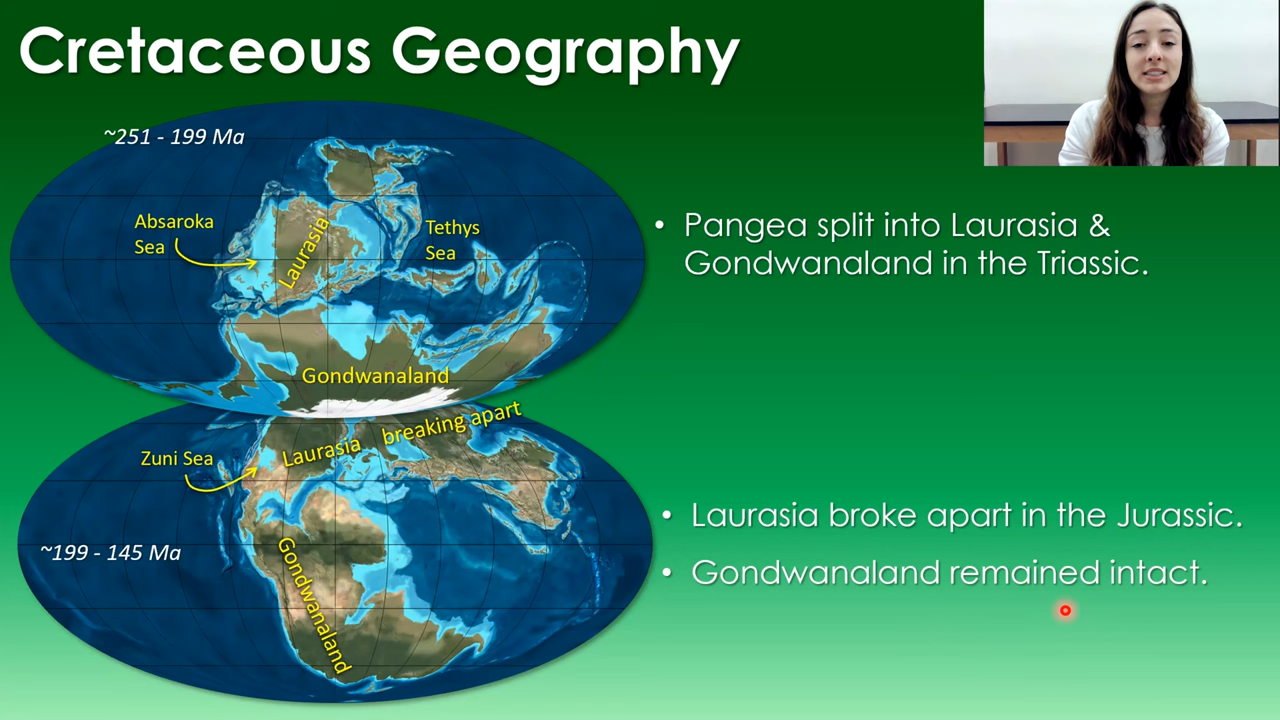 Cretaceous Geography
~251 - 199 Ma
Absaroka
Sea
Laurasia
Tethys
Sea
Gondwanaland
• Pangea split into Laurasia &
Gondwanaland in the Triassic.
Zuni Sea
Laurasia breaking apart
~199 - 145 Ma
Gondwanaland
• Laurasia broke apart in the Jurassic.
• Gondwanaland remained intact.